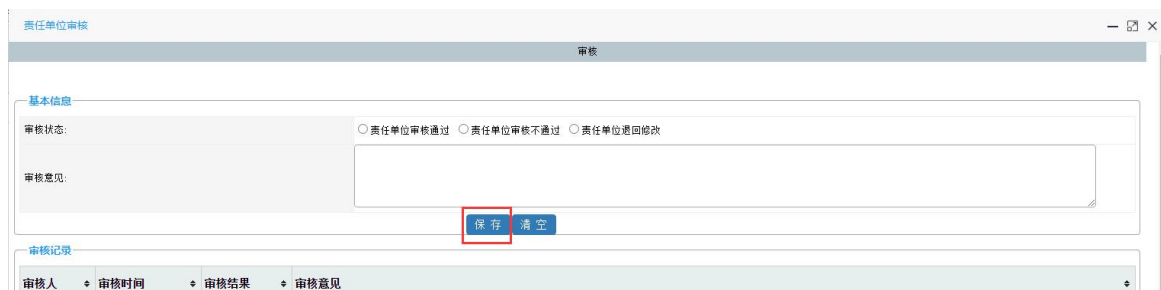 责任单位审核
审核
基本信息
审核状态: 责任单位审核通过 责任单位审核不通过 责任单位退回修改
审核意见:
保存 清空
审核记录
审核人 审核时间 审核结果 审核意见